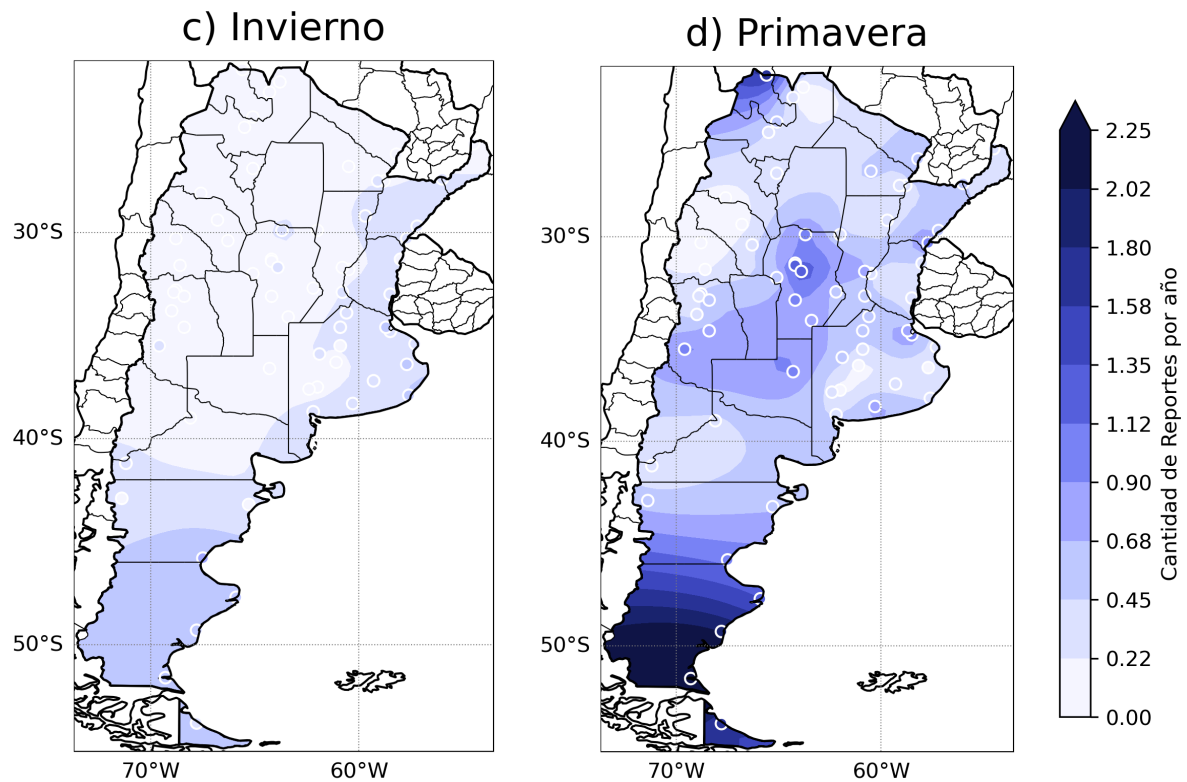 c) Invierno
d) Primavera
30°S
40°S
50°S
70°W
60°W
30°S
40°S
50°S
70°W
60°W
2.25
2.02
1.80
1.58
1.35
1.12
0.90
0.68
0.45
0.22
0.00
Cantidad de Reportes por año